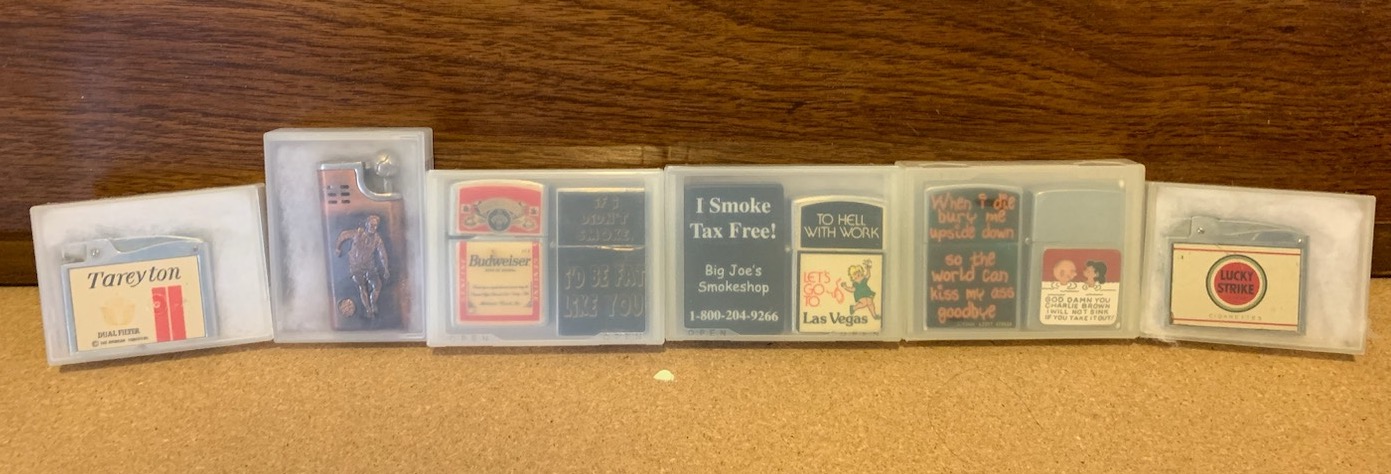 Tareyton
DUAL FILTER
Budweiser
IF I
DIDN'T
SMOKE,
I'D BE FAT
LIKE YOU
OPEN
I Smoke
Tax Free!
Big Joe's
Smokeshop
1-800-204-9266
OPEN
TO HELL
WITH WORK
LET'S
GO
TO
Las Vegas
When i die
bury me
upside down
so the
world can
kiss my ass
goodbye
GOD DAMN YOU
CHARLIE BROWN
I WILL NOT SINK
IF YOU TAKE IT OUT!
LUCKY
STRIKE
CIGARETTES